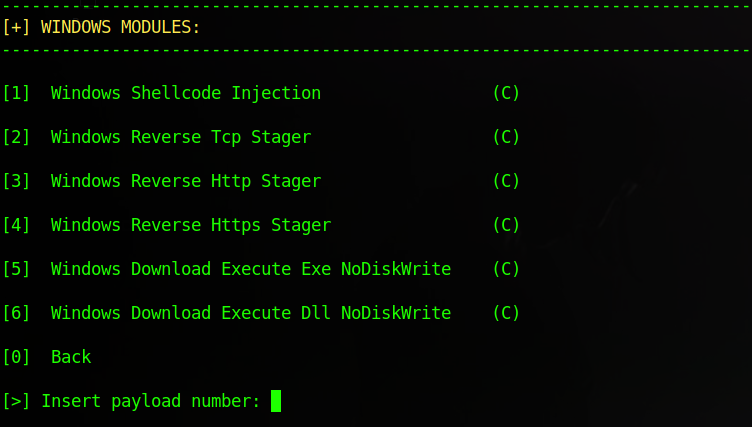 ---------------------------------------------------------------------------
[+] WINDOWS MODULES:
---------------------------------------------------------------------------
[1]  Windows Shellcode Injection                 (C)
[2]  Windows Reverse Tcp Stager                  (C)
[3]  Windows Reverse Http Stager                 (C)
[4]  Windows Reverse Https Stager                (C)
[5]  Windows Download Execute Exe NoDiskWrite    (C)
[6]  Windows Download Execute Dll NoDiskWrite    (C)
[0]  Back
[>] Insert payload number: